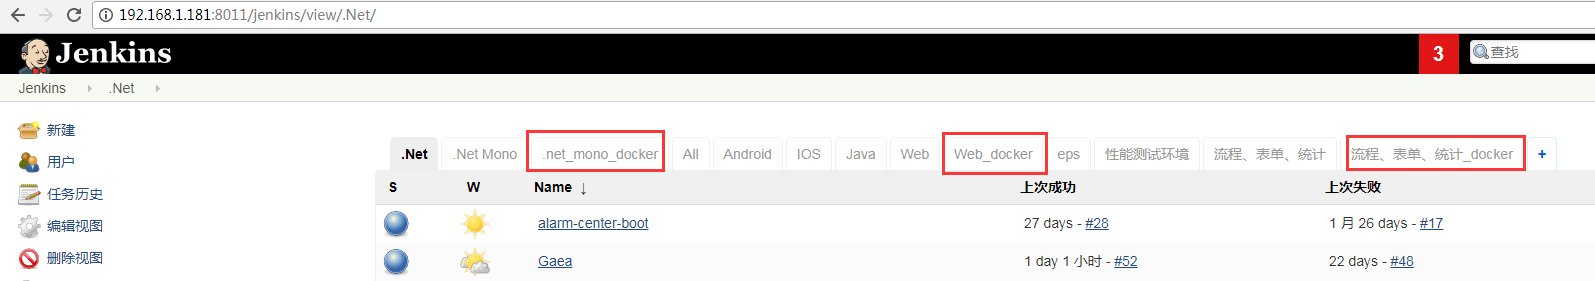 192.168.1.181:8011/jenkins/view/.Net/
Jenkins 3 查找
Jenkins .Net
新建
用户
任务历史
编辑视图
删除视图
.Net .Net Mono .net_mono_docker All Android IOS Java Web Web_docker eps 性能测试环境 流程、表单、统计 流程、表单、统计_docker +
S W Name ↓ 上次成功 上次失败
alarm-center-boot 27 days - #28 1 月 26 days - #17
Gaea 1 day 1 小时 - #52 22 days - #48